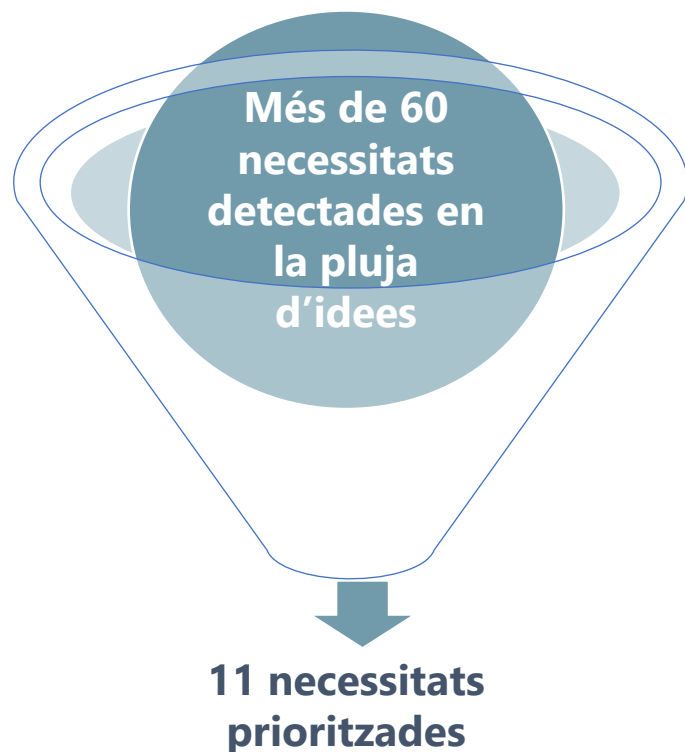 Més de 60
necessitats
detectades en
la pluja
d’idees
11 necessitats
prioritzades